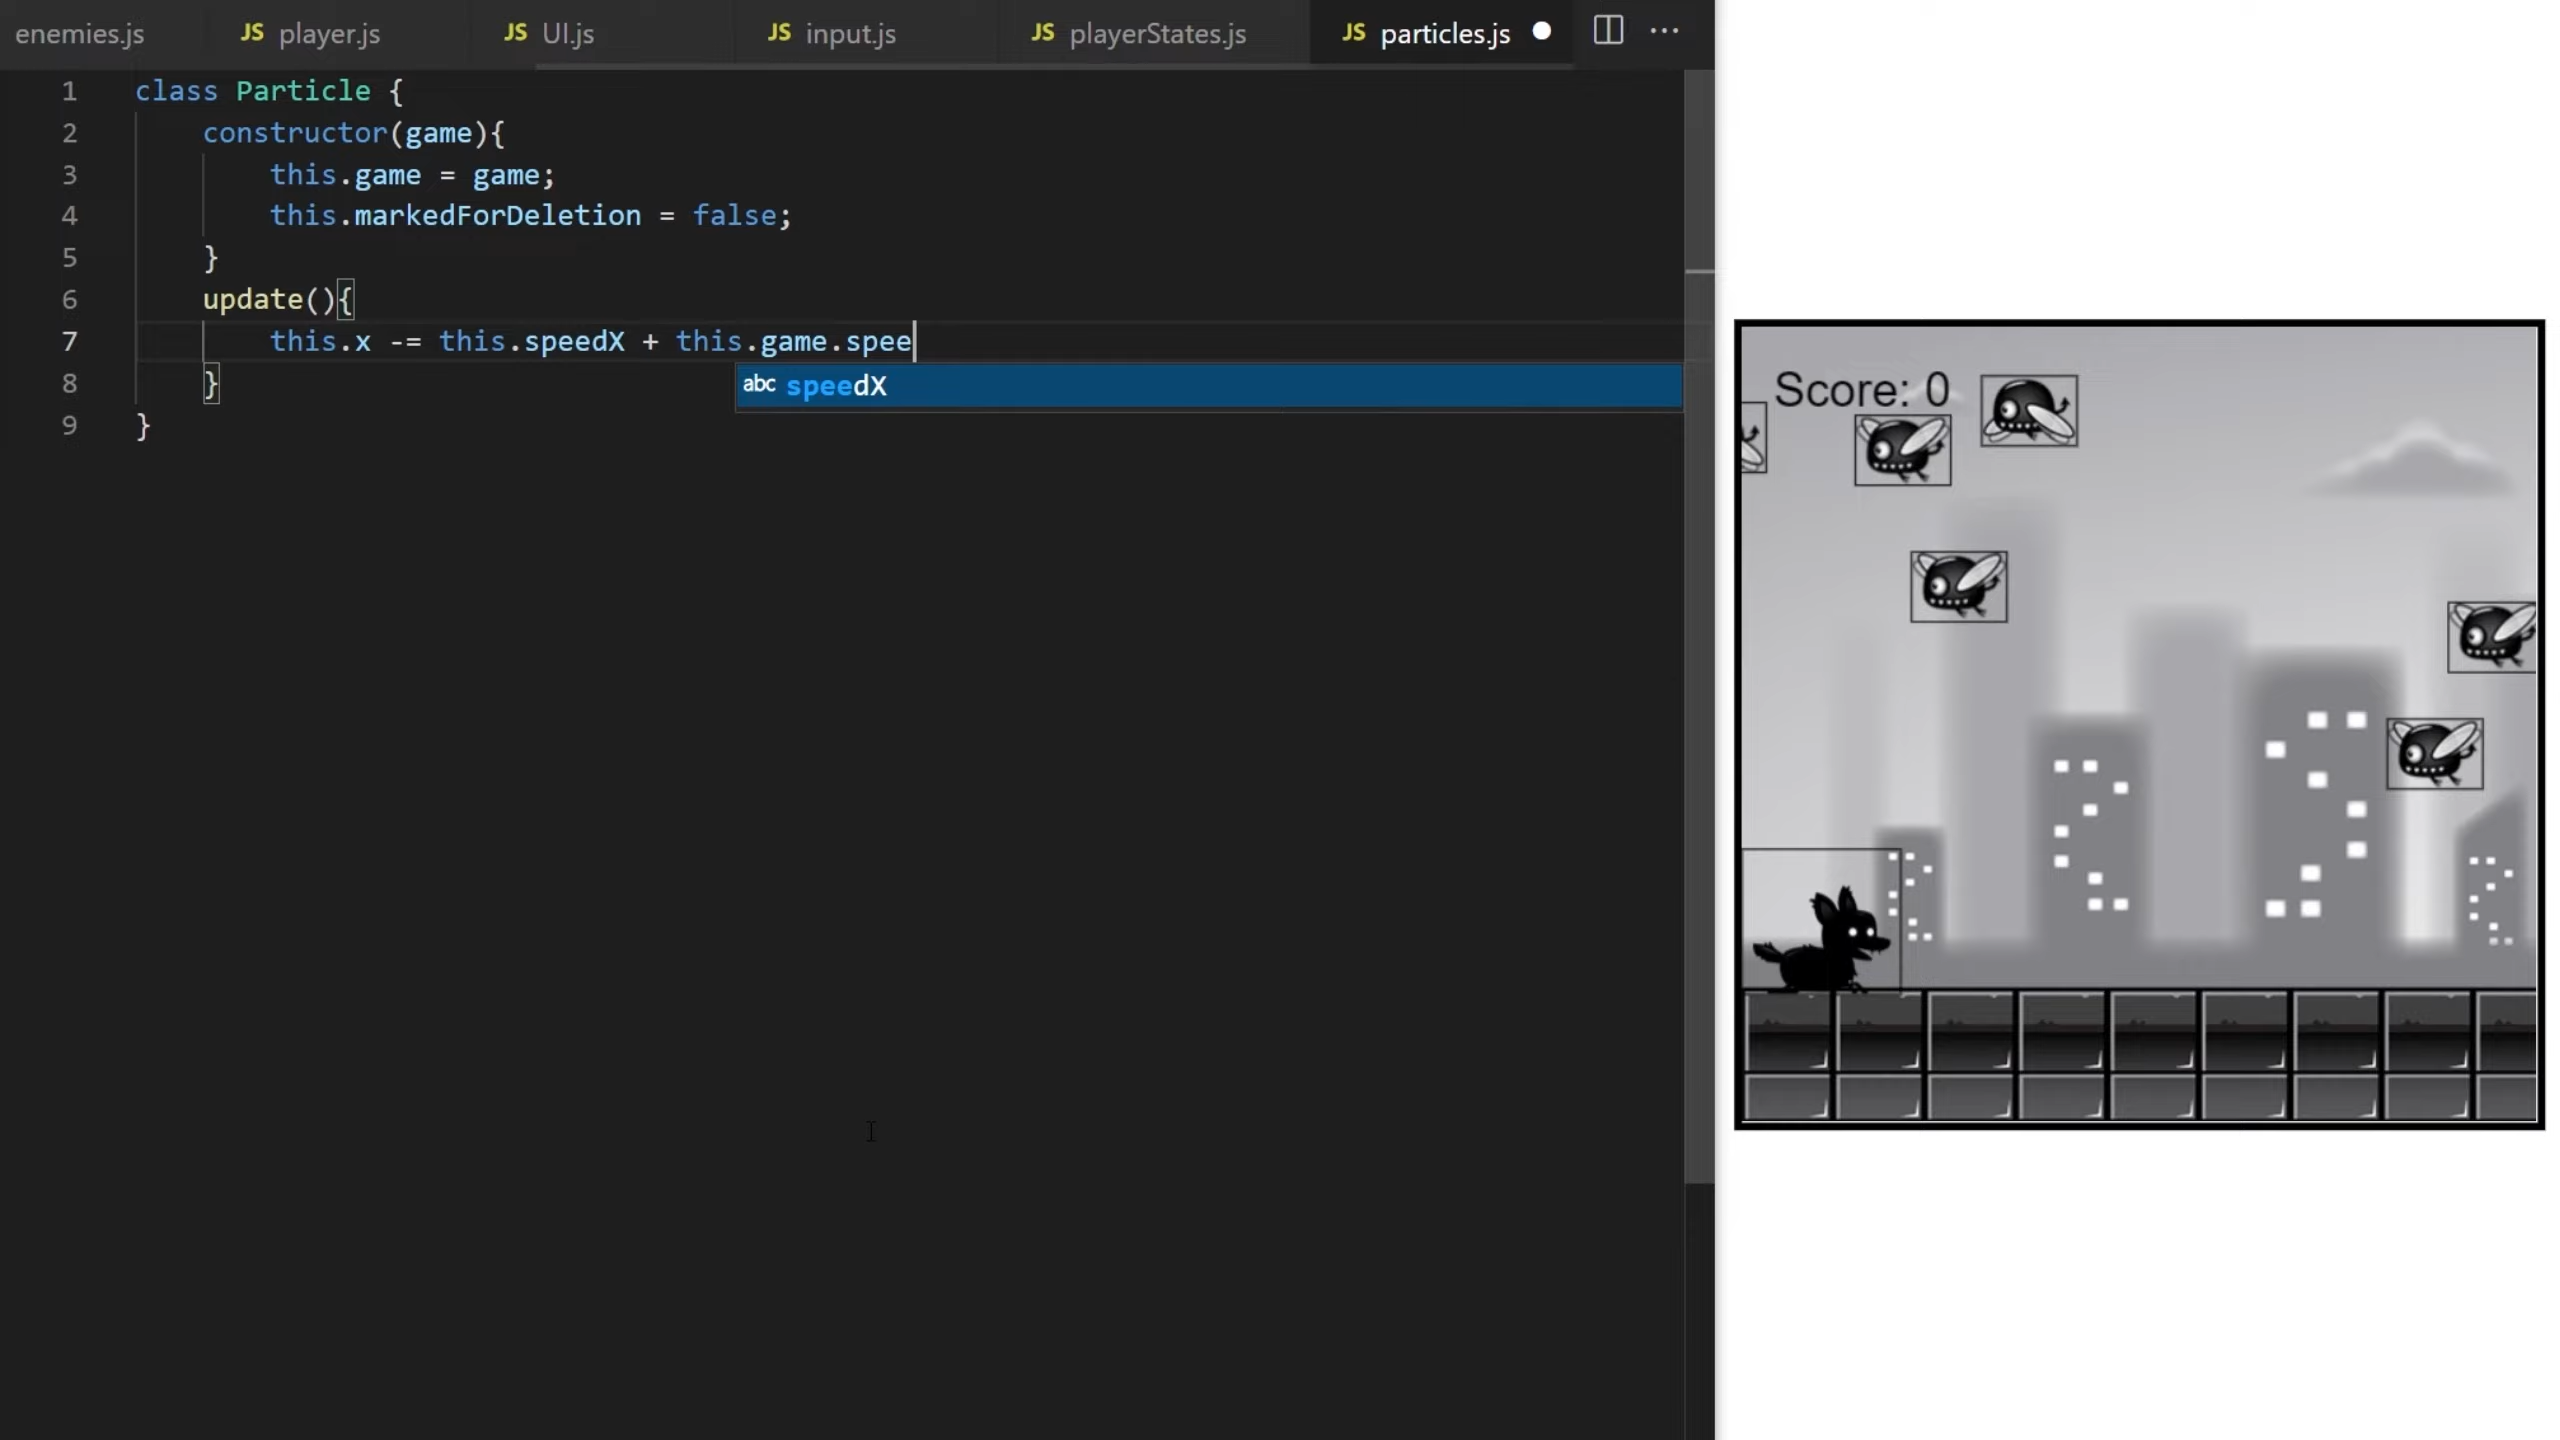 enemies.js JS player.js JS UI.js JS input.js JS playerStates.js JS particles.js
1 class Particle {
2 constructor(game){
3 this.game = game;
4 this.markedForDeletion = false;
5 }
6 update(){
7 this.x -= this.speedX + this.game.spee
abc speedX
8 }
9 }
Score: 0